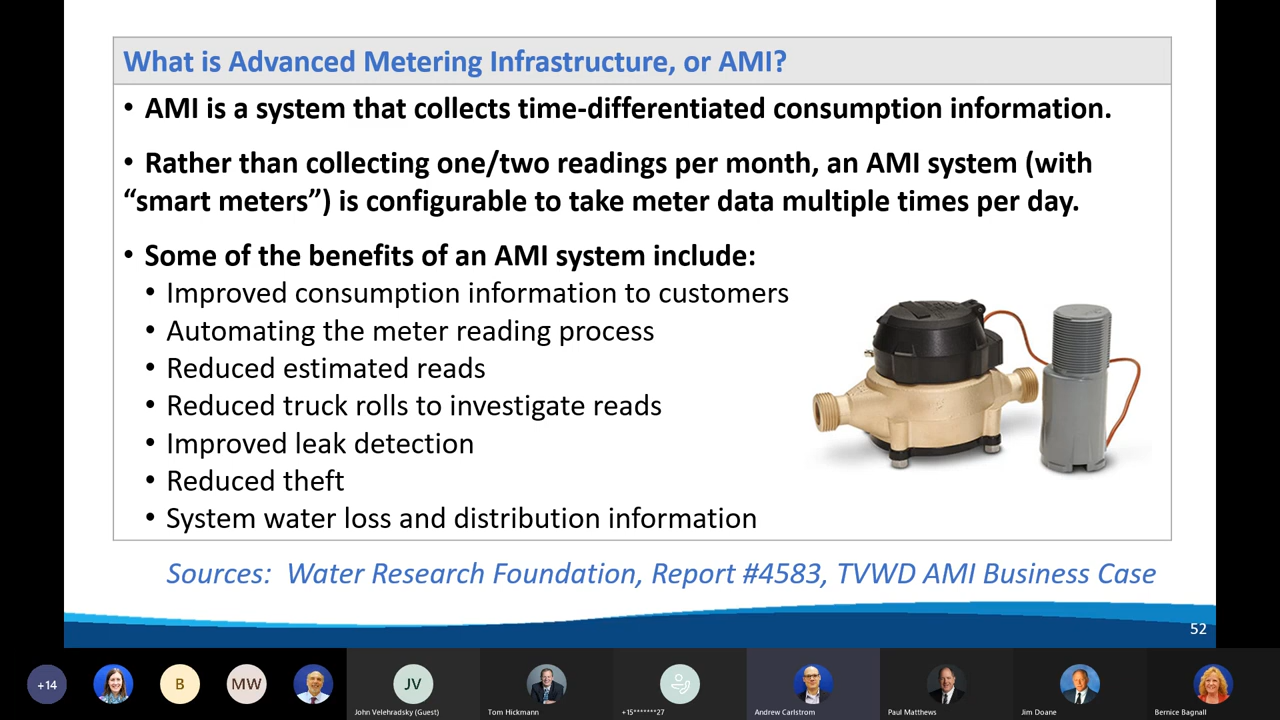 What is Advanced Metering Infrastructure, or AMI?
• AMI is a system that collects time-differentiated consumption information.
• Rather than collecting one/two readings per month, an AMI system (with
“smart meters”) is configurable to take meter data multiple times per day.
• Some of the benefits of an AMI system include:
• Improved consumption information to customers
• Automating the meter reading process
• Reduced estimated reads
• Reduced truck rolls to investigate reads
• Improved leak detection
• Reduced theft
• System water loss and distribution information
Sources: Water Research Foundation, Report #4583, TVWD AMI Business Case
52
+14
B
MW
JV
John Velehradsky (Guest)
Tom Hickmann
+15*******27
Andrew Carlstrom
Paul Matthews
Jim Doane
Bernice Bagnall